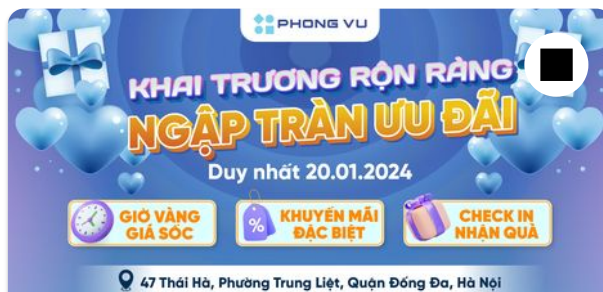 PHONG VU
KHAI TRƯƠNG RỘN RÀNG
NGẬP TRÀN ƯU ĐÃI
Duy nhất 20.01.2024
GIỜ VÀNG
GIÁ SỐC
%
KHUYẾN MÃI
ĐẶC BIỆT
CHECK IN
NHẬN QUÀ
47 Thái Hà, Phường Trung Liệt, Quận Đống Đa, Hà Nội